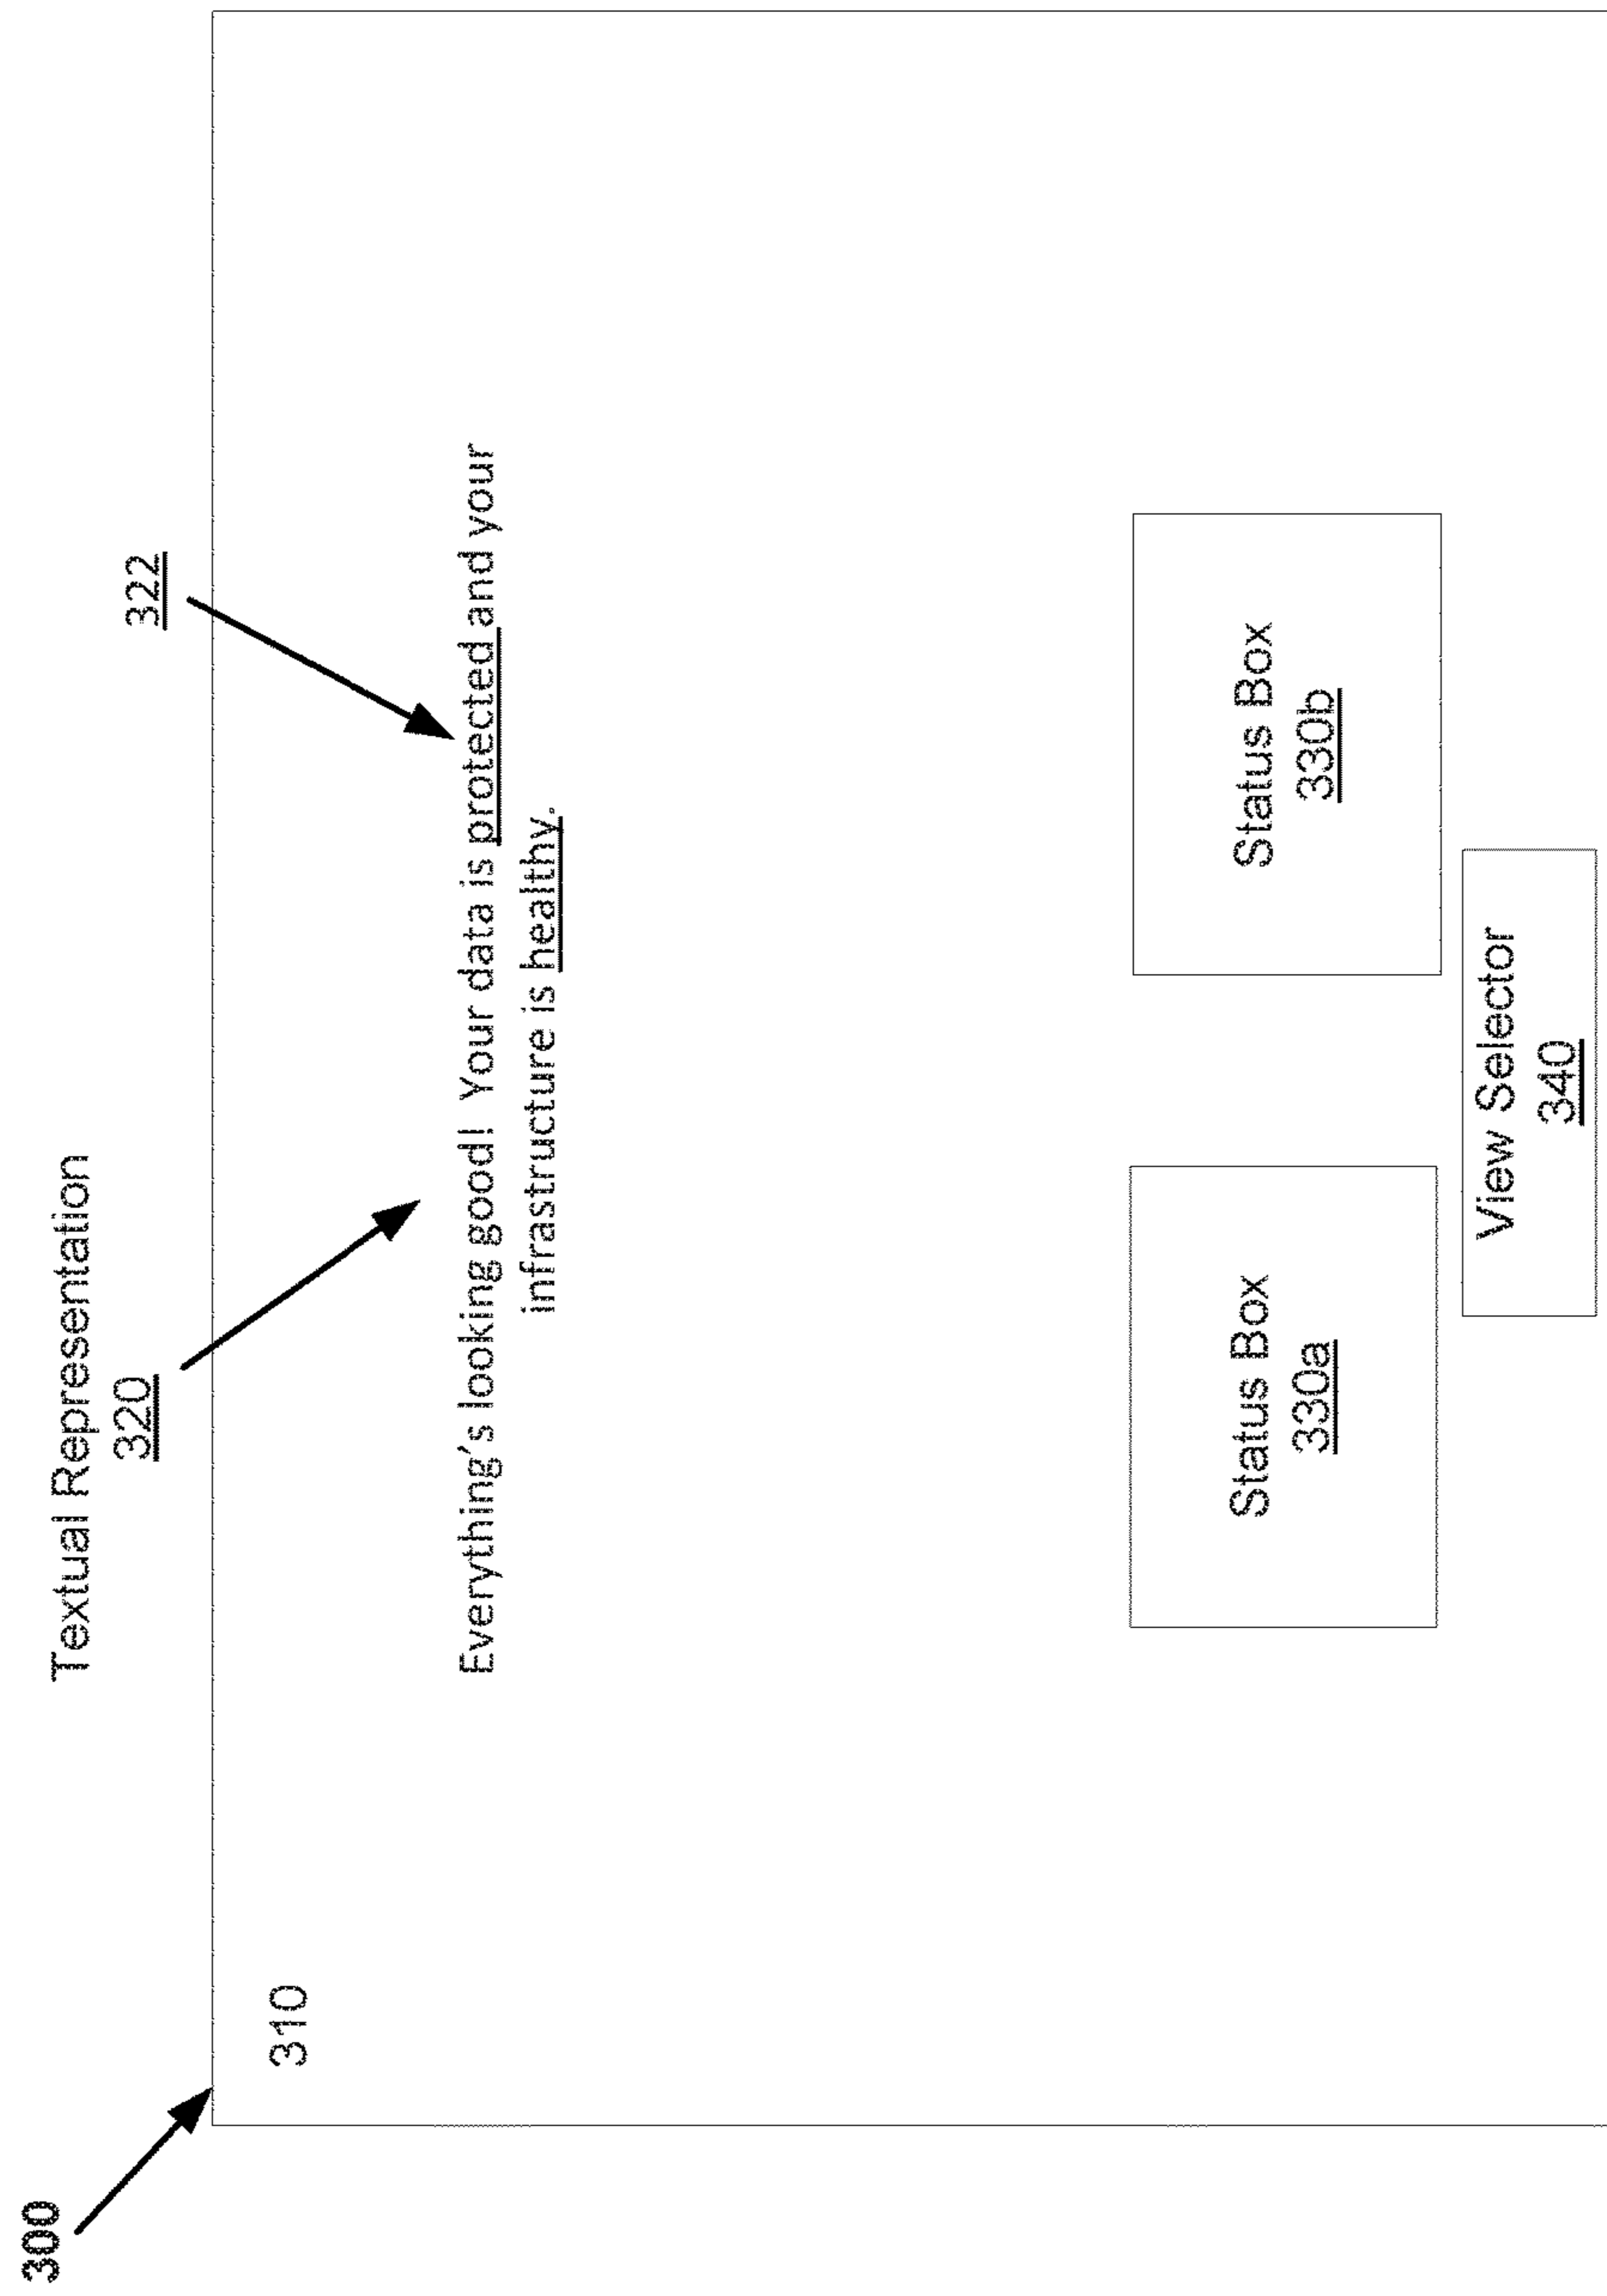 300
Textual Representation
320
322
310
Everything's looking good! Your data is protected and your
infrastructure is healthy.
Status Box
330a
Status Box
330b
View Selector
340